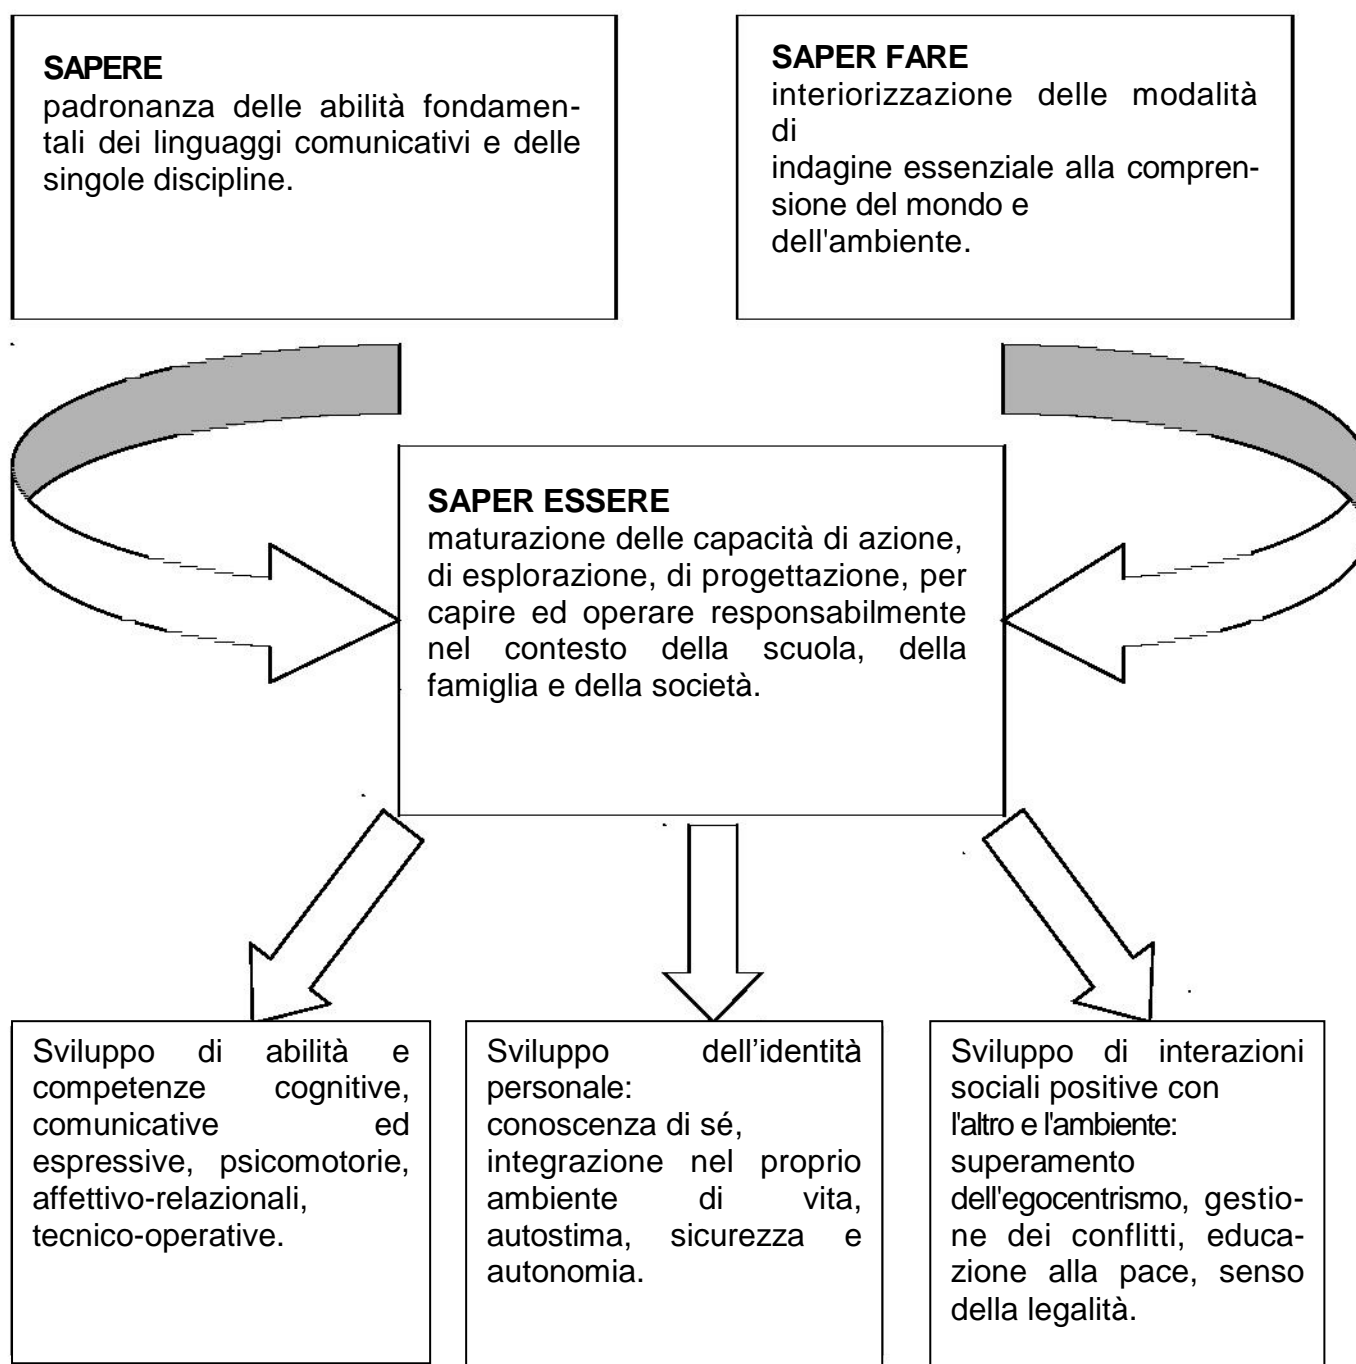 SAPERE
padronanza delle abilità fondamen-
tali dei linguaggi comunicativi e delle
singole discipline.
SAPER FARE
interiorizzazione delle modalità
di
indagine essenziale alla compren-
sione del mondo e
dell'ambiente.
SAPER ESSERE
maturazione delle capacità di azione,
di esplorazione, di progettazione, per
capire ed operare responsabilmente
nel contesto della scuola, della
famiglia e della società.
Sviluppo di abilità e
competenze cognitive,
comunicative ed
espressive, psicomotorie,
affettivo-relazionali,
tecnico-operative.
Sviluppo dell’identità
personale:
conoscenza di sé,
integrazione nel proprio
ambiente di vita,
autostima, sicurezza e
autonomia.
Sviluppo di interazioni
sociali positive con
l'altro e l'ambiente:
superamento
dell'egocentrismo, gestio-
ne dei conflitti, educa-
zione alla pace, senso
della legalità.